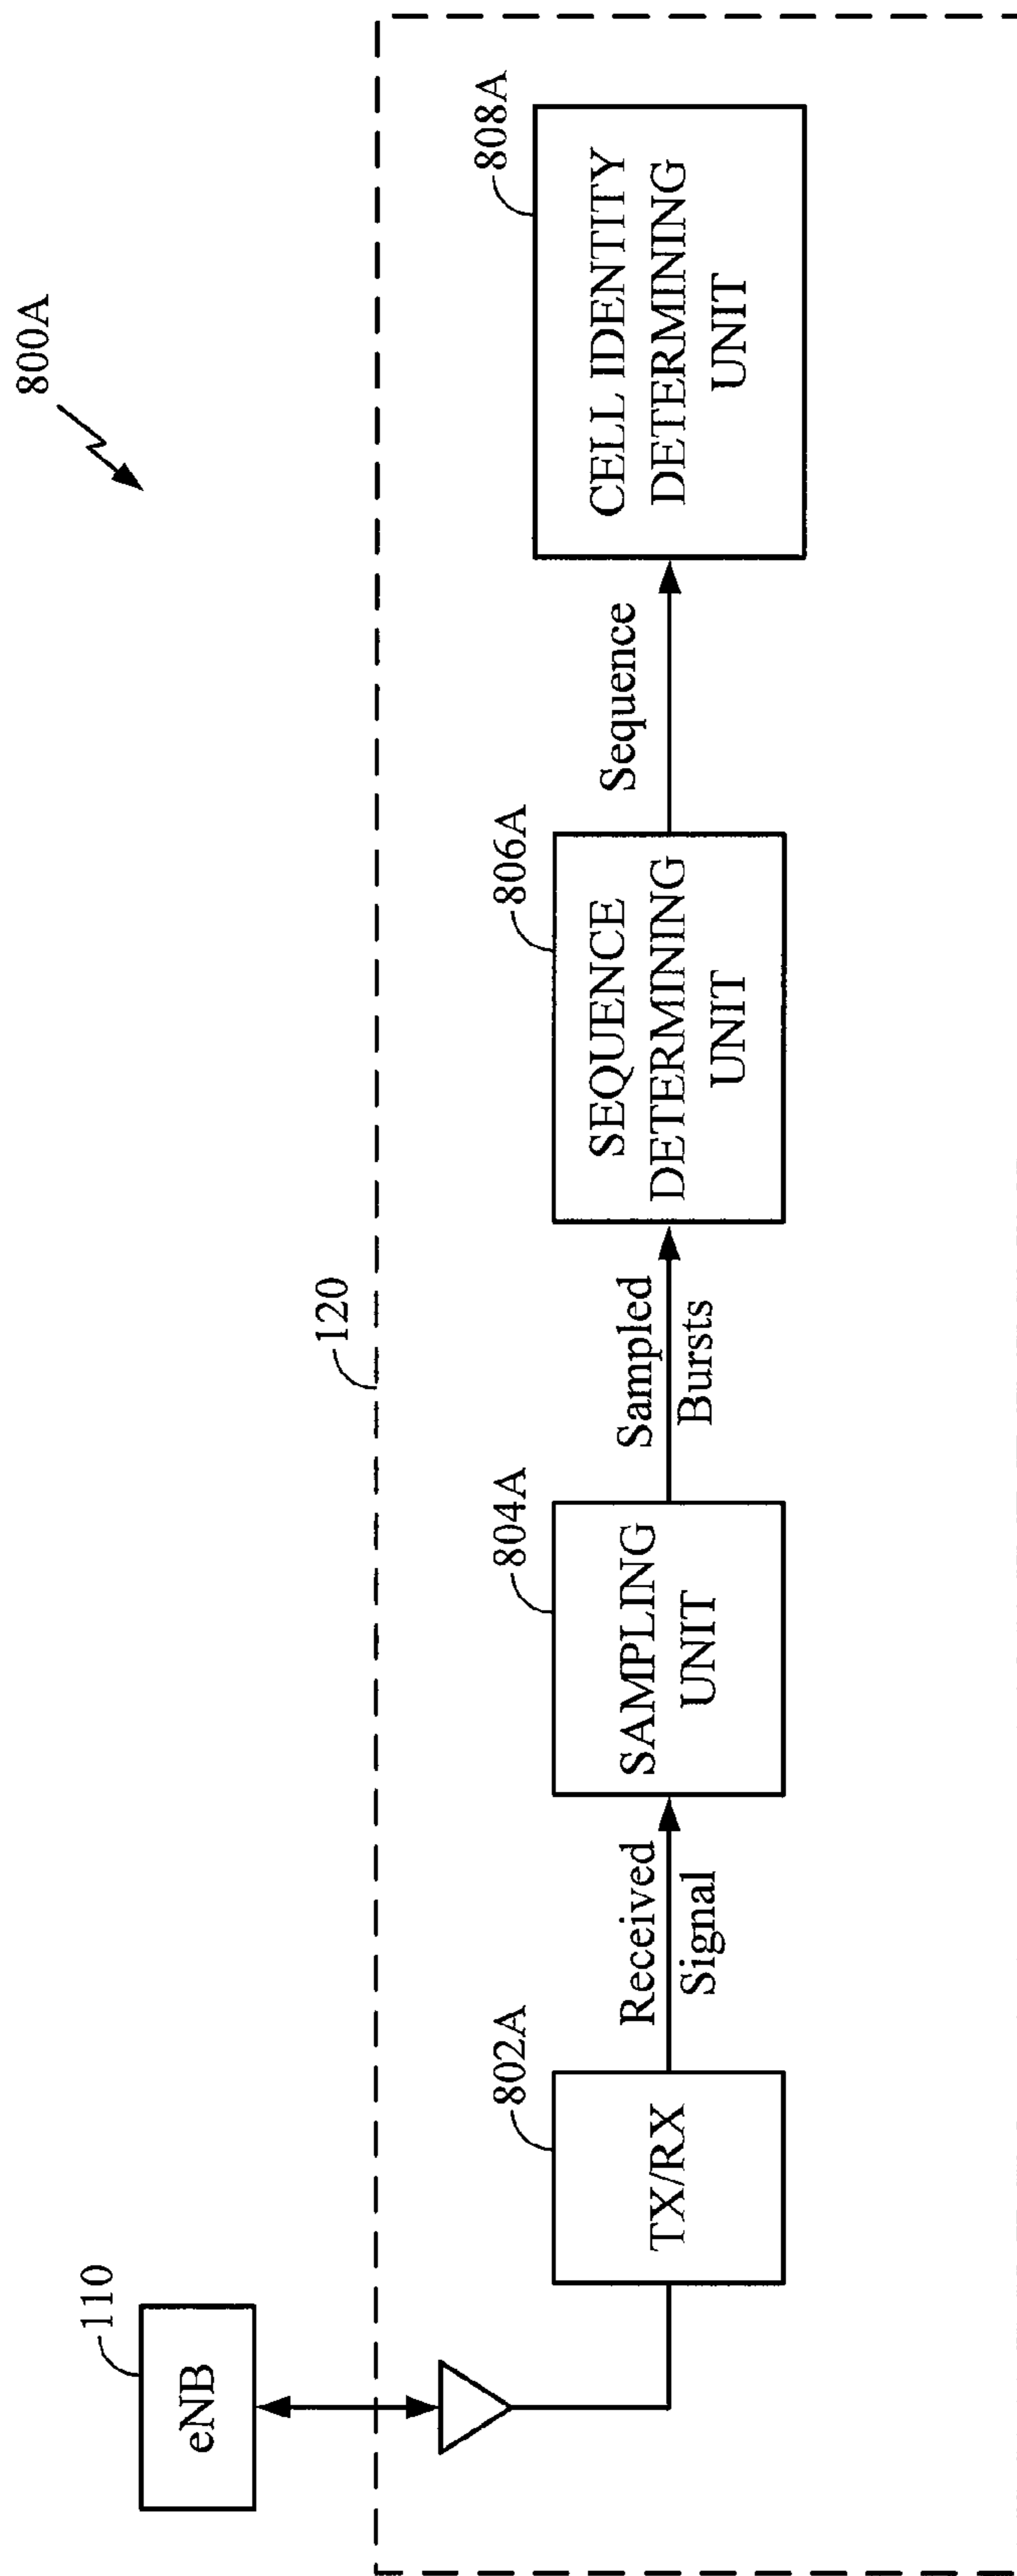 800A
110
eNB
120
802A
TX/RX
Received
Signal
804A
SAMPLING
UNIT
Sampled
Bursts
806A
SEQUENCE
DETERMINING
UNIT
Sequence
808A
CELL IDENTITY
DETERMINING
UNIT